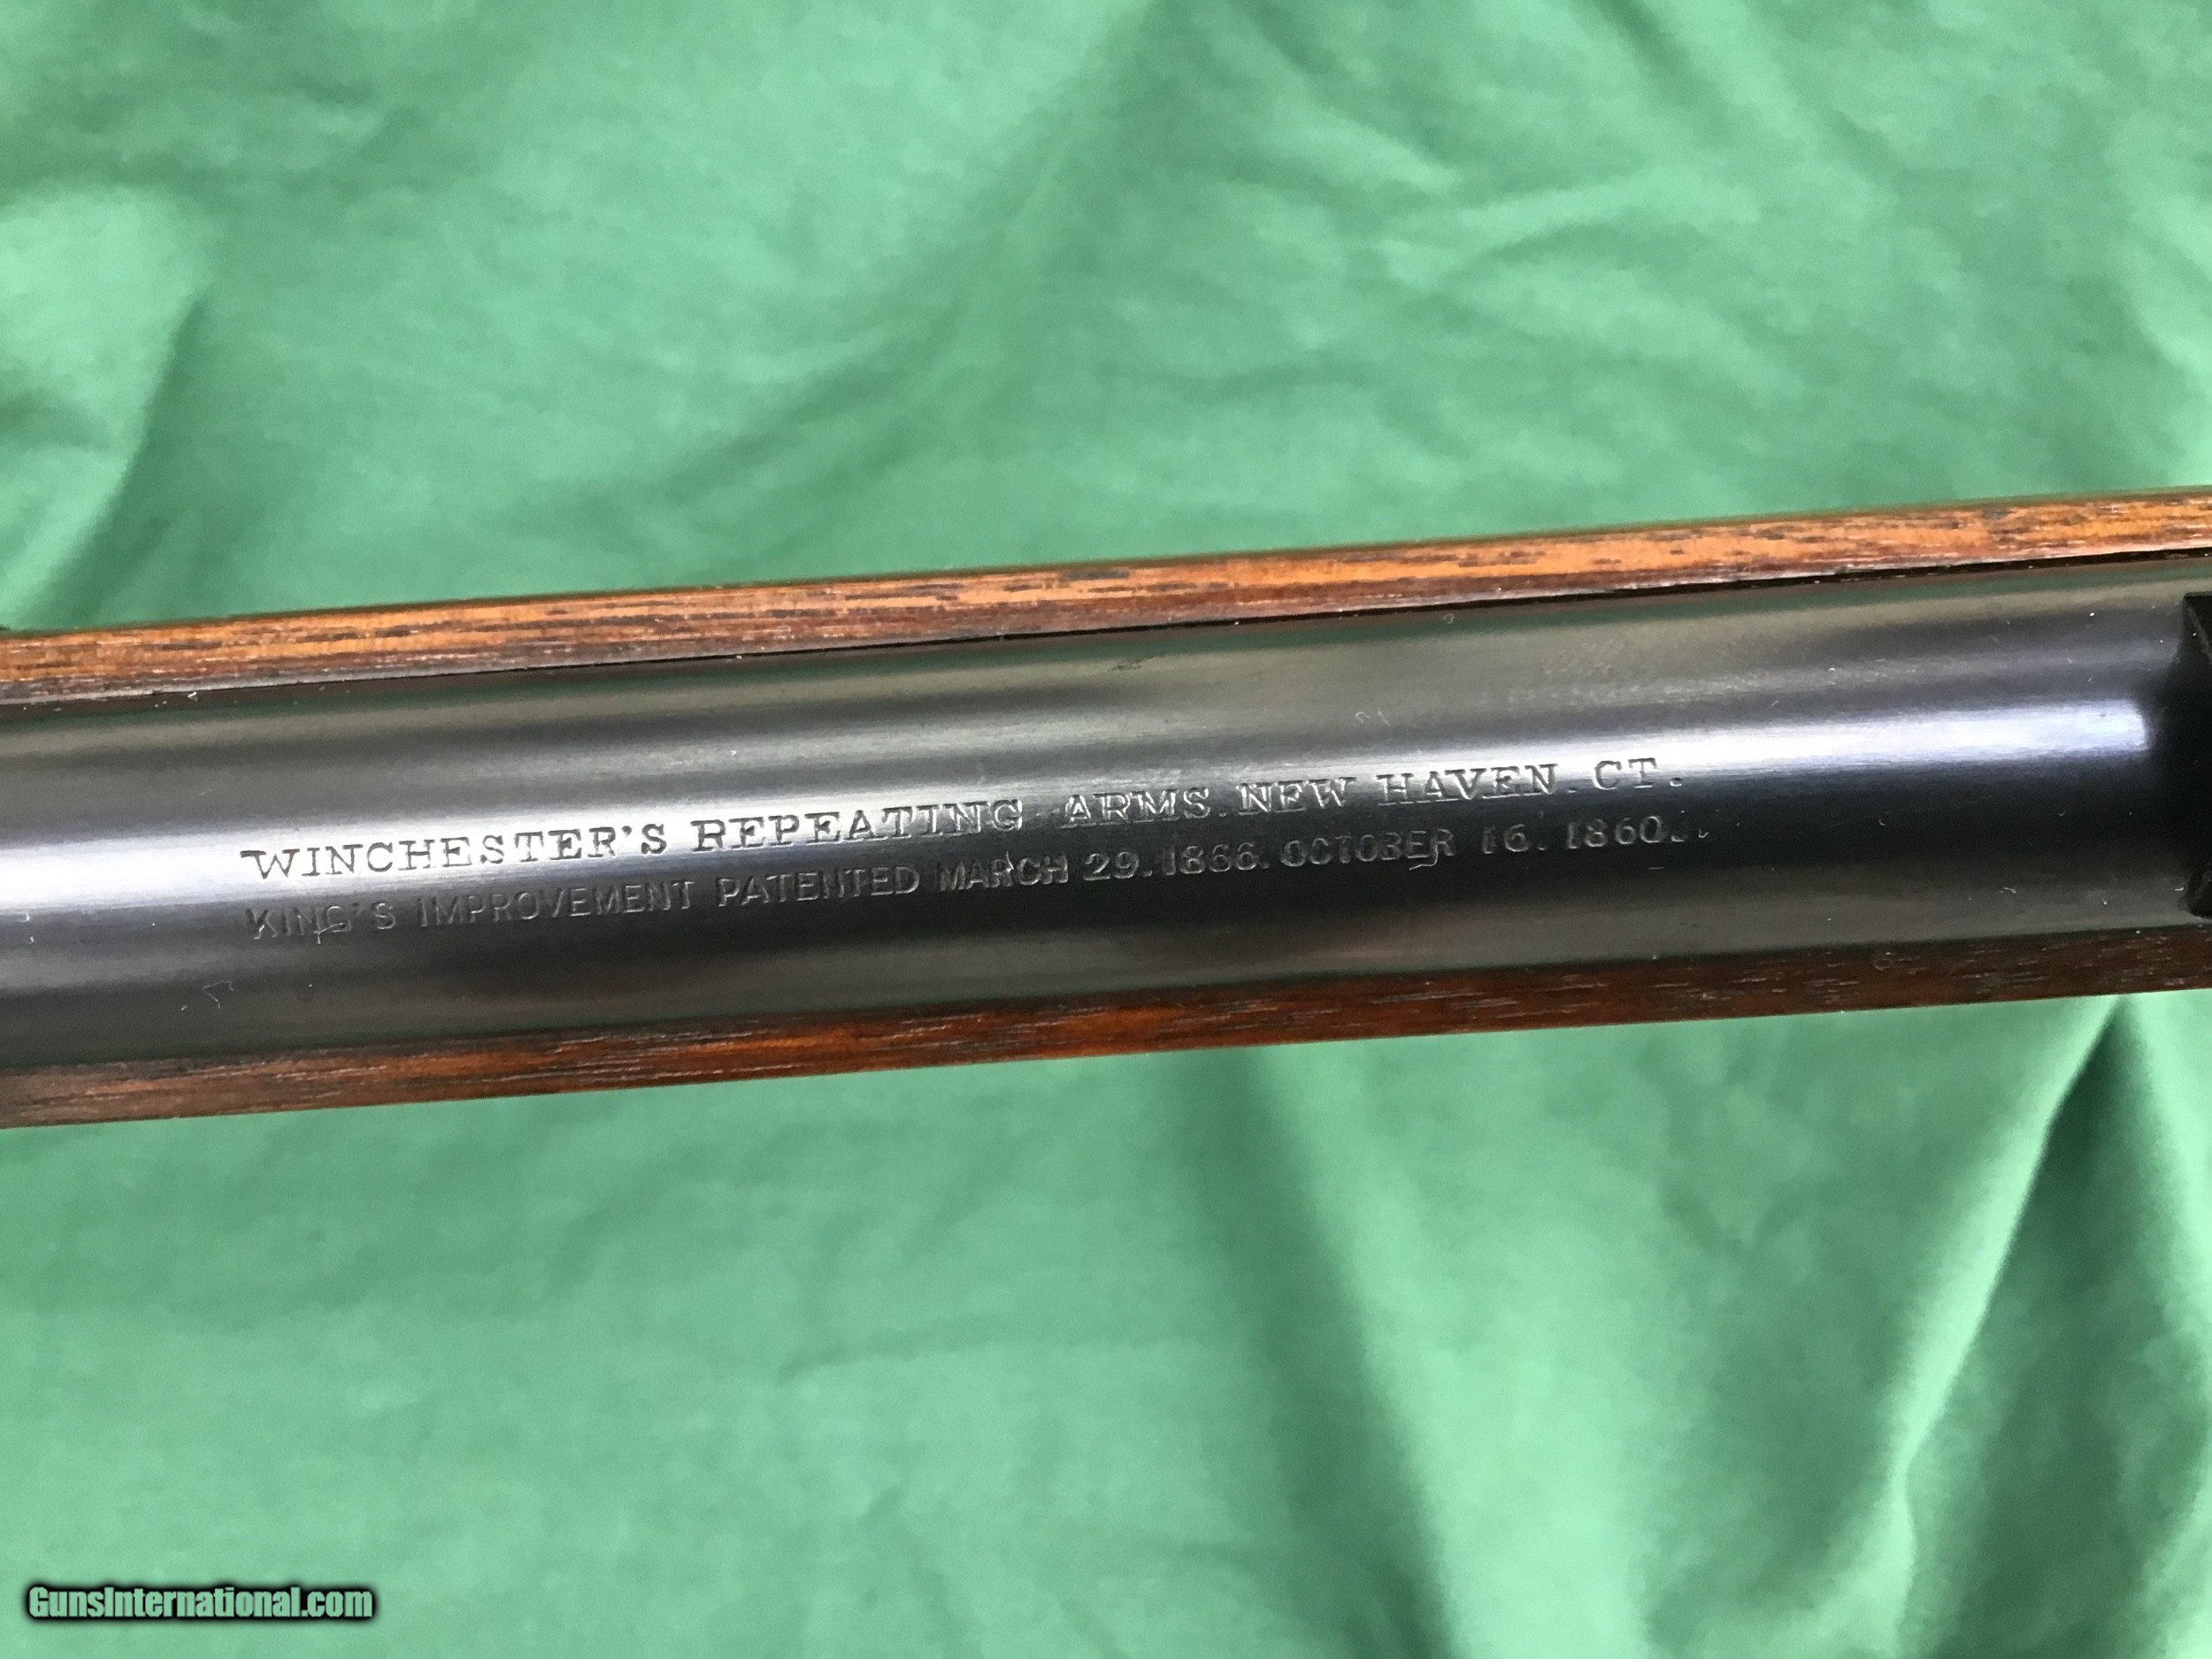 WINCHESTER'S REPEATING ARMS. NEW HAVEN. CT.
KING'S IMPROVEMENT PATENTED MARCH 29. 1866. OCTOBER 16. 1860.
GunsInternational.com